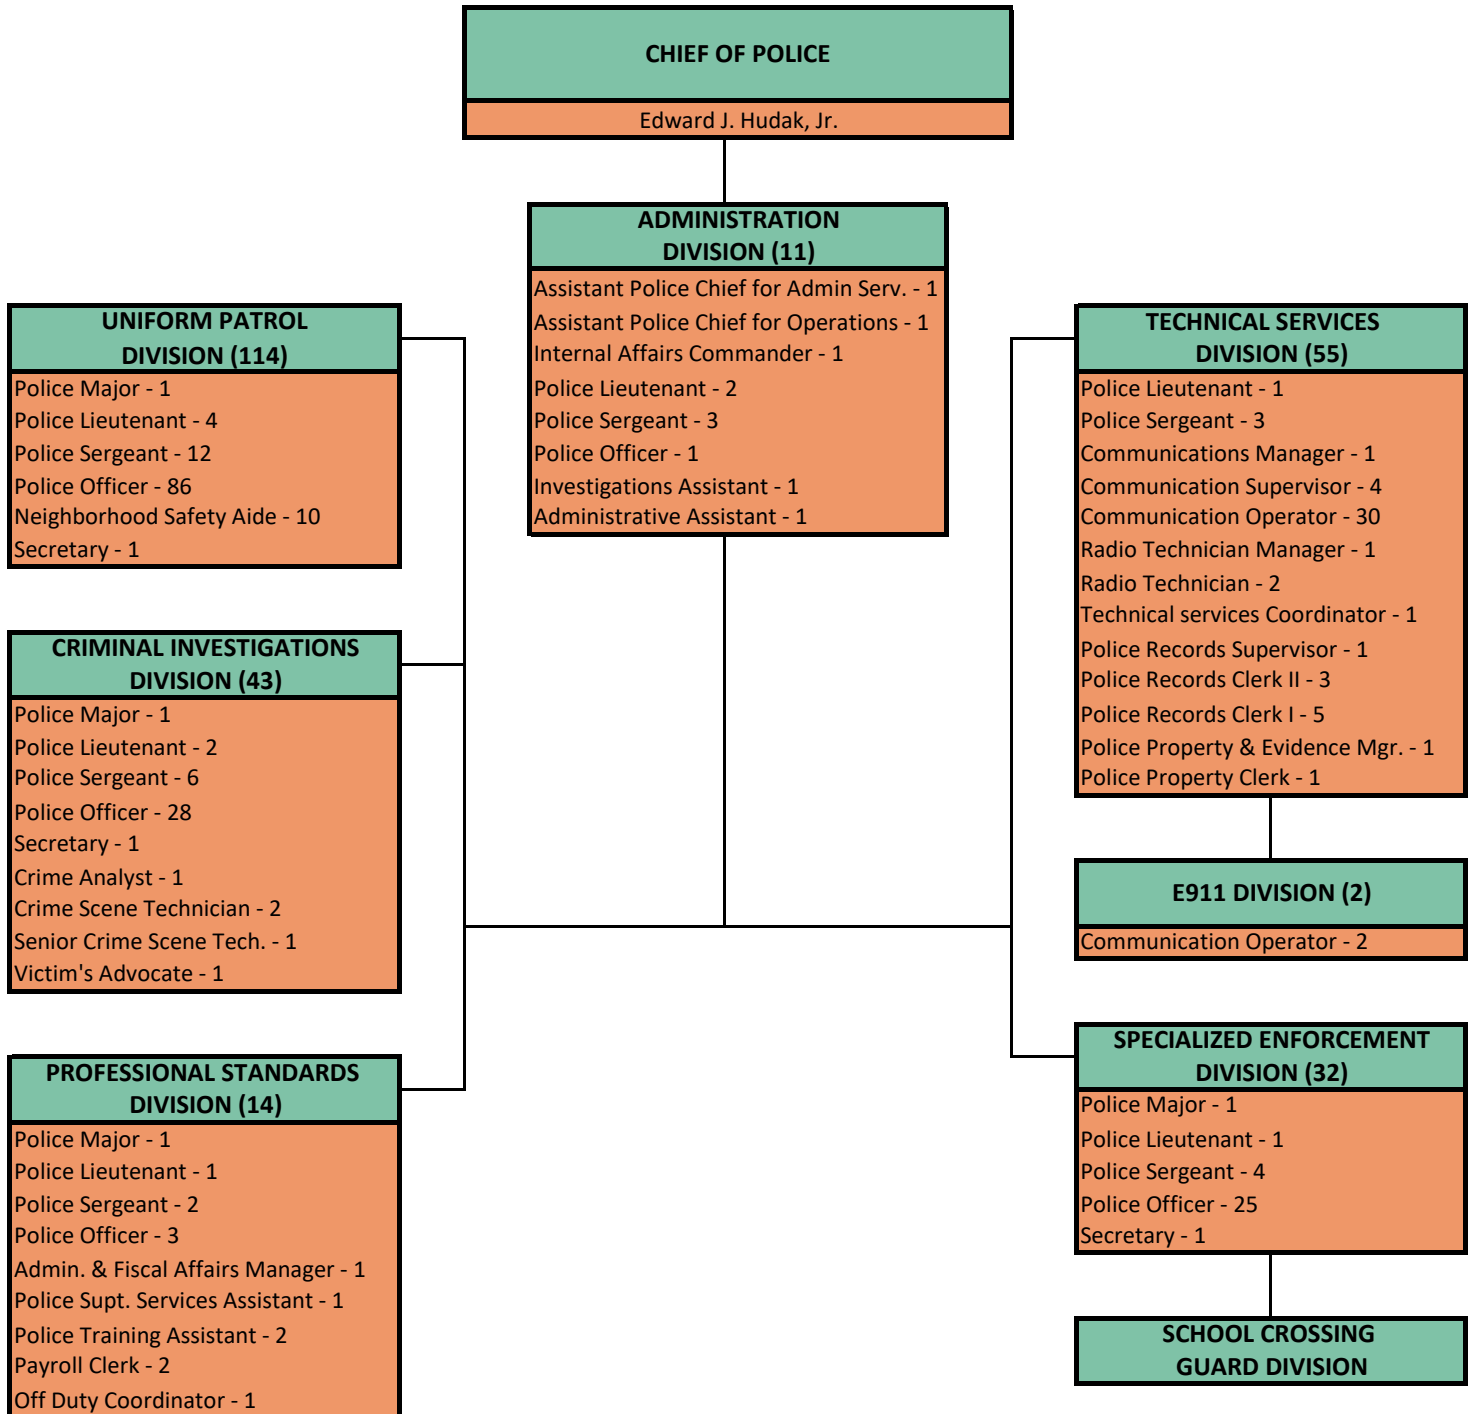 CHIEF OF POLICE
Edward J. Hudak, Jr.
ADMINISTRATION
DIVISION (11)
Assistant Police Chief for Admin Serv. - 1
Assistant Police Chief for Operations - 1
Internal Affairs Commander - 1
Police Lieutenant - 2
Police Sergeant - 3
Police Officer - 1
Investigations Assistant - 1
Administrative Assistant - 1
UNIFORM PATROL
DIVISION (114)
Police Major - 1
Police Lieutenant - 4
Police Sergeant - 12
Police Officer - 86
Neighborhood Safety Aide - 10
Secretary - 1
CRIMINAL INVESTIGATIONS
DIVISION (43)
Police Major - 1
Police Lieutenant - 2
Police Sergeant - 6
Police Officer - 28
Secretary - 1
Crime Analyst - 1
Crime Scene Technician - 2
Senior Crime Scene Tech. - 1
Victim's Advocate - 1
PROFESSIONAL STANDARDS
DIVISION (14)
Police Major - 1
Police Lieutenant - 1
Police Sergeant - 2
Police Officer - 3
Admin. & Fiscal Affairs Manager - 1
Police Supt. Services Assistant - 1
Police Training Assistant - 2
Payroll Clerk - 2
Off Duty Coordinator - 1
TECHNICAL SERVICES
DIVISION (55)
Police Lieutenant - 1
Police Sergeant - 3
Communications Manager - 1
Communication Supervisor - 4
Communication Operator - 30
Radio Technician Manager - 1
Radio Technician - 2
Technical services Coordinator - 1
Police Records Supervisor - 1
Police Records Clerk II - 3
Police Records Clerk I - 5
Police Property & Evidence Mgr. - 1
Police Property Clerk - 1
E911 DIVISION (2)
Communication Operator - 2
SPECIALIZED ENFORCEMENT
DIVISION (32)
Police Major - 1
Police Lieutenant - 1
Police Sergeant - 4
Police Officer - 25
Secretary - 1
SCHOOL CROSSING
GUARD DIVISION